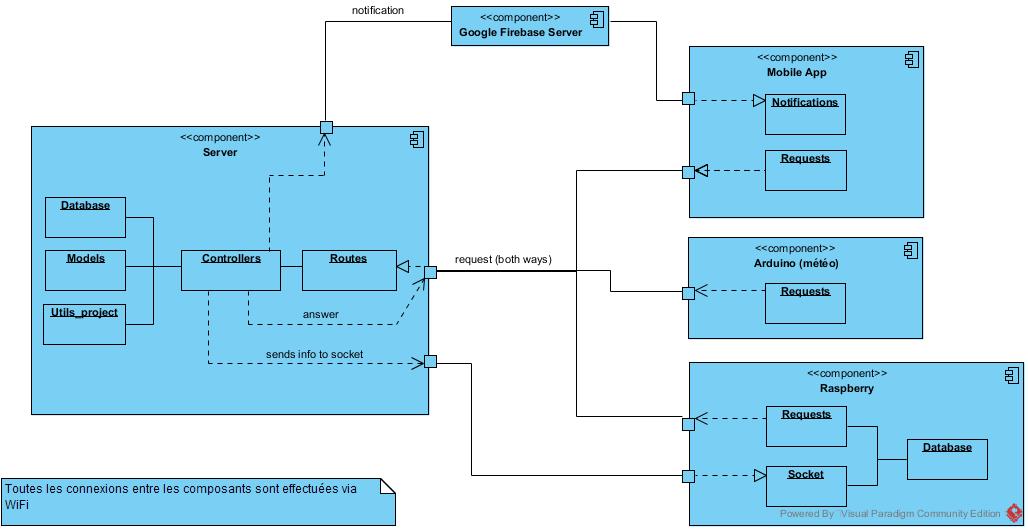 notification
<<component>>
Google Firebase Server
<<component>>
Mobile App
Notifications
Requests
<<component>>
Server
Database
Models
Utils_project
Controllers
Routes
answer
sends info to socket
request (both ways)
<<component>>
Arduino (météo)
Requests
<<component>>
Raspberry
Requests
Socket
Database
Toutes les connexions entre les composants sont effectuées via
WiFi
Powered By Visual Paradigm Community Edition